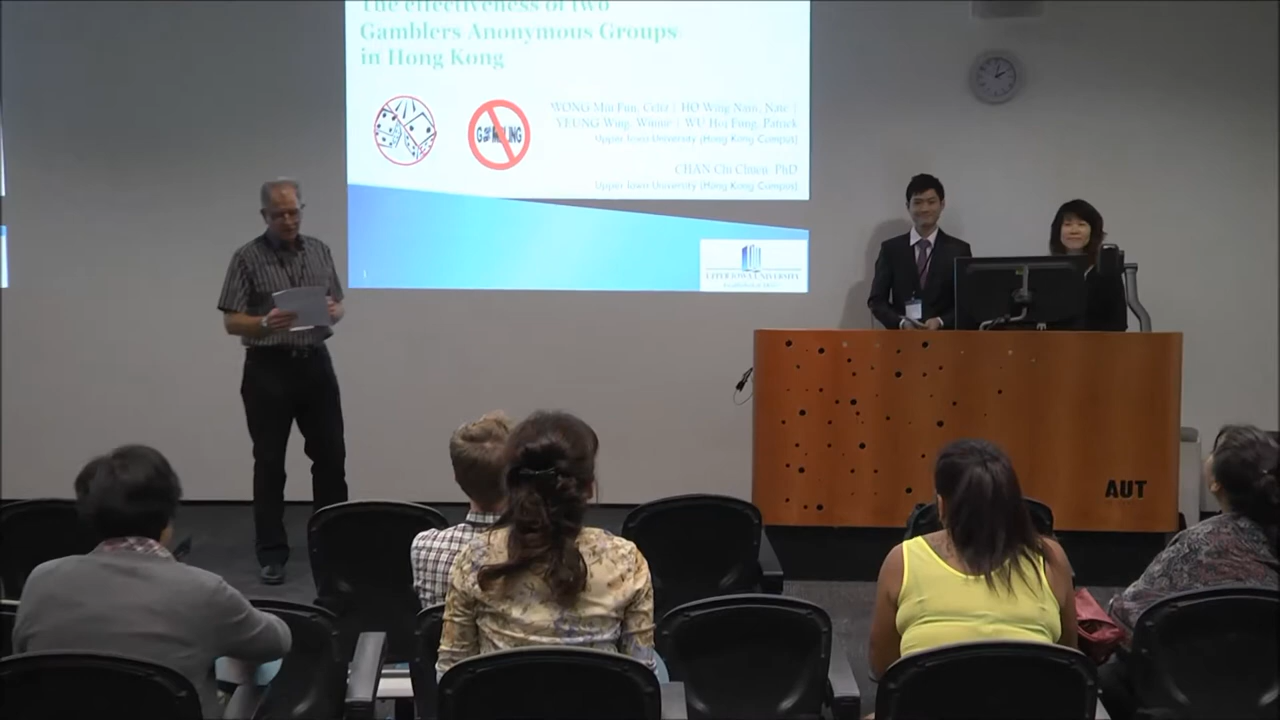 The effectiveness of two
Gamblers Anonymous Groups
in Hong Kong
GAMBLING
WONG Miu Fun, Celia | HO Wing Nam, Nate |
YEUNG Wing, Winnie | WU Hoi Fung, Patrick
Upper Iowa University (Hong Kong Campus)
CHAN Chi Chuen, PhD
Upper Iowa University (Hong Kong Campus)
1
UPPER IOWA UNIVERSITY
AUT